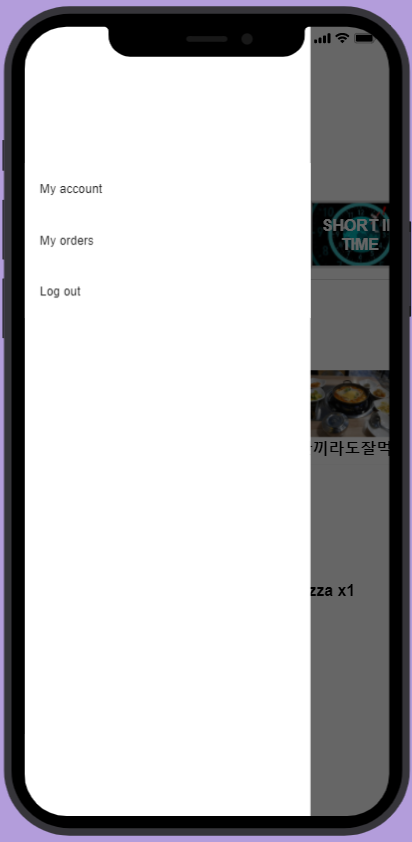 My account
My orders
Log out
SHORT I
TIME
끼라도잘먹
zza x1